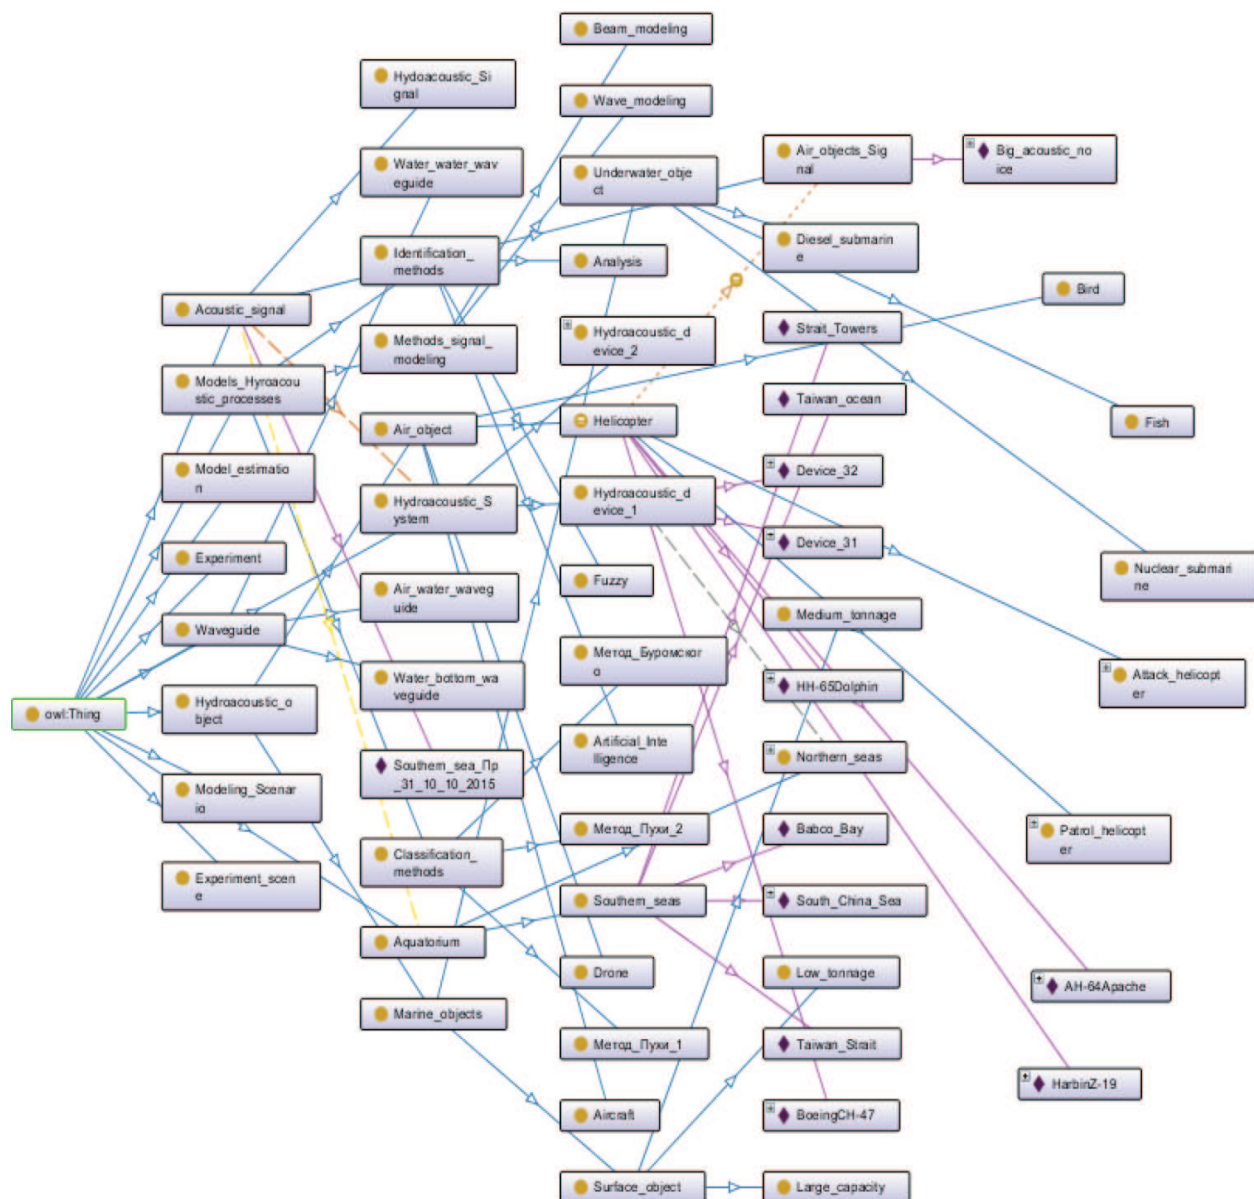 Beam_modeling
Hydoacoustic_Si
gnal
Wave_modeling
Water_water_wa
veguide
Underwater_obj
ect
Air_objects_Sig
nal
Big_acoustic_no
ice
Identification_
methods
Analysis
Diesel_submarin
e
Bird
Acoustic_signal
Methods_signal_
modeling
Hydroacoustic_d
evice_2
Strait_Towers
Models_Hyroacou
stic_processes
Air_object
Helicopter
Taiwan_ocean
Fish
Model_estimatio
n
Hydroacoustic_S
ystem
Hydroacoustic_d
evice_1
Device_32
Experiment
Air_water_waveg
uide
Fuzzy
Device_31
Nuclear_submari
ne
Waveguide
Water_bottom_wa
veguide
Метод_Буромског
о
Medium_tonnage
Attack_helicopt
er
owl:Thing
Hydroacoustic_o
bject
HH-65Dolphin
Southern_sea_Пр
_31_10_10_2015
Artificial_Inte
lligence
Northern_seas
Modeling_Scenar
io
Classification_
methods
Метод_Пухи_2
Babco_Bay
Patrol_helicopt
er
Experiment_scen
e
Southern_seas
South_China_Sea
Aquatorium
Drone
Low_tonnage
AH-64Apache
Marine_objects
Метод_Пухи_1
Taiwan_Strait
HarbinZ-19
Aircraft
BoeingCH-47
Surface_object
Large_capacity